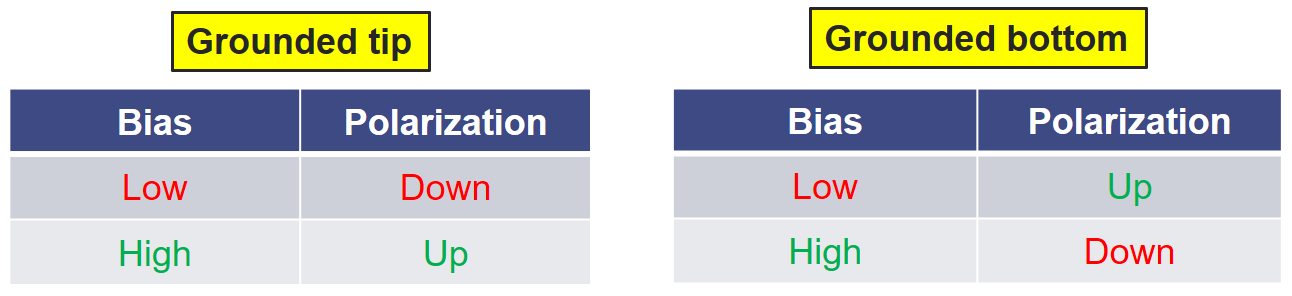 Grounded tip
Bias Polarization
Low Down
High Up
Grounded bottom
Bias Polarization
Low Up
High Down